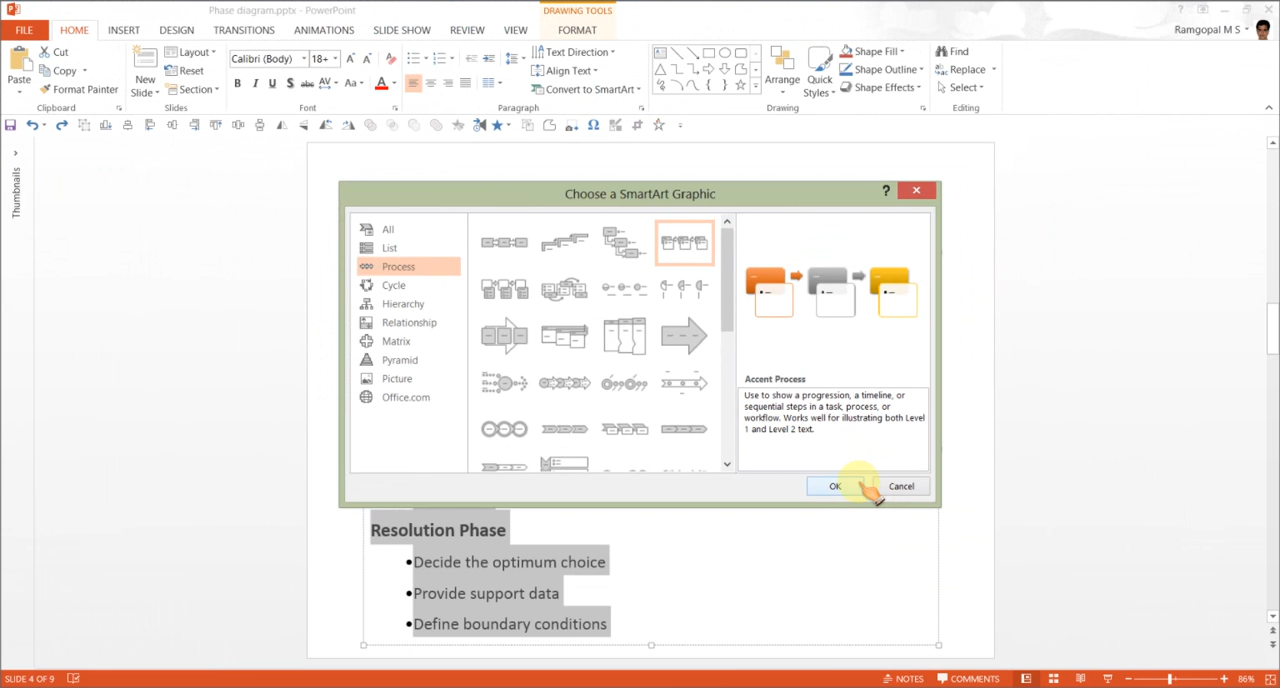 Phase diagram.pptx - PowerPoint
DRAWING TOOLS
FILE
HOME
INSERT
DESIGN
TRANSITIONS
ANIMATIONS
SLIDE SHOW
REVIEW
VIEW
FORMAT
Ramgopal M S
Paste
Cut
Copy
Format Painter
Clipboard
New
Slide
Layout
Reset
Section
Slides
Calibri (Body)
18+
Font
Text Direction
Align Text
Convert to SmartArt
Paragraph
Arrange
Quick
Styles
Shape Fill
Shape Outline
Shape Effects
Drawing
Find
Replace
Select
Editing
Thumbnails
Choose a SmartArt Graphic
All
List
Process
Cycle
Hierarchy
Relationship
Matrix
Pyramid
Picture
Office.com
Accent Process
Use to show a progression, a timeline, or
sequential steps in a task, process, or
workflow. Works well for illustrating both Level
1 and Level 2 text.
OK
Cancel
Resolution Phase
•Decide the optimum choice
•Provide support data
•Define boundary conditions
SLIDE 4 OF 9
NOTES
COMMENTS
86%